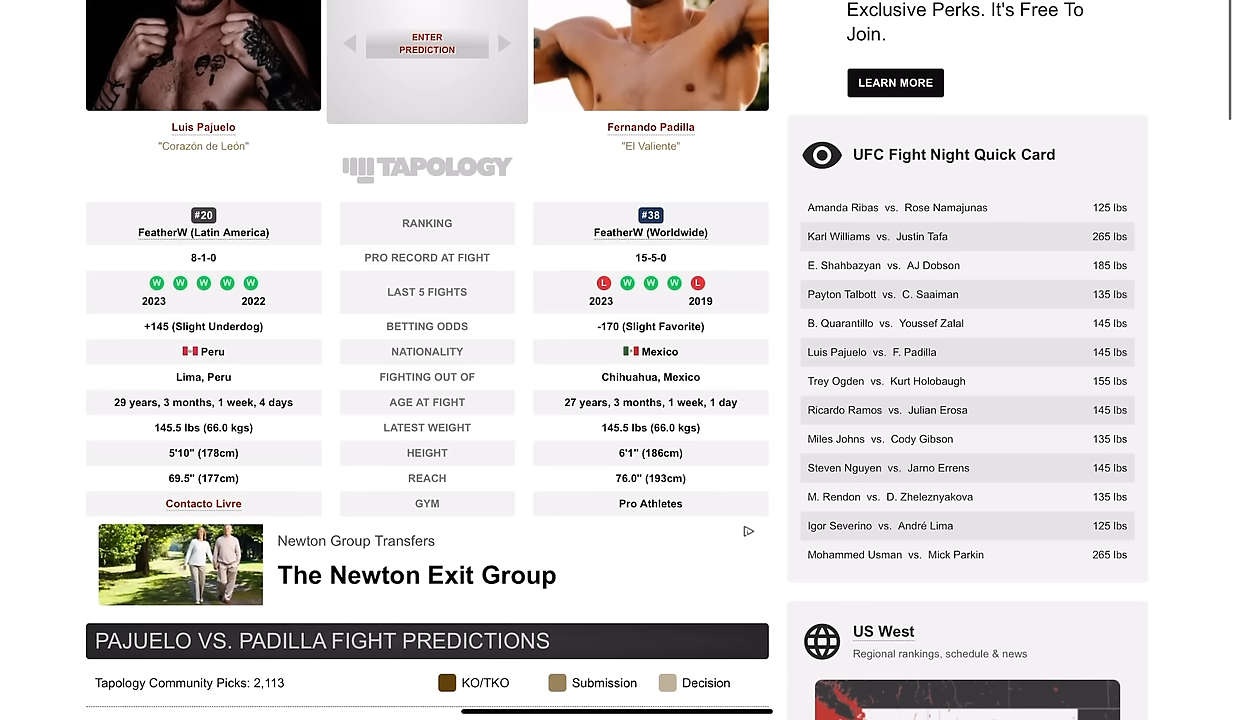 ENTER
PREDICTION
Luis Pajuelo
"Corazón de León"
Fernando Padilla
"El Valiente"
TAPOLOGY
#20
FeatherW (Latin America)
RANKING
#38
FeatherW (Worldwide)
8-1-0
PRO RECORD AT FIGHT
15-5-0
W W W W W
2023 2022
LAST 5 FIGHTS
L W W W L
2023 2019
+145 (Slight Underdog)
BETTING ODDS
-170 (Slight Favorite)
Peru
NATIONALITY
Mexico
Lima, Peru
FIGHTING OUT OF
Chihuahua, Mexico
29 years, 3 months, 1 week, 4 days
AGE AT FIGHT
27 years, 3 months, 1 week, 1 day
145.5 lbs (66.0 kgs)
LATEST WEIGHT
145.5 lbs (66.0 kgs)
5'10" (178cm)
HEIGHT
6'1" (186cm)
69.5" (177cm)
REACH
76.0" (193cm)
Contacto Livre
GYM
Pro Athletes
Newton Group Transfers
The Newton Exit Group
PAJUELO VS. PADILLA FIGHT PREDICTIONS
Tapology Community Picks: 2,113
KO/TKO
Submission
Decision
Exclusive Perks. It's Free To
Join.
LEARN MORE
UFC Fight Night Quick Card
Amanda Ribas vs. Rose Namajunas 125 lbs
Karl Williams vs. Justin Tafa 265 lbs
E. Shahbazyan vs. AJ Dobson 185 lbs
Payton Talbott vs. C. Saaiman 135 lbs
B. Quarantillo vs. Youssef Zalal 145 lbs
Luis Pajuelo vs. F. Padilla 145 lbs
Trey Ogden vs. Kurt Holobaugh 155 lbs
Ricardo Ramos vs. Julian Erosa 145 lbs
Miles Johns vs. Cody Gibson 135 lbs
Steven Nguyen vs. Jarno Errens 145 lbs
M. Rendon vs. D. Zheleznyakova 135 lbs
Igor Severino vs. André Lima 125 lbs
Mohammed Usman vs. Mick Parkin 265 lbs
US West
Regional rankings, schedule & news